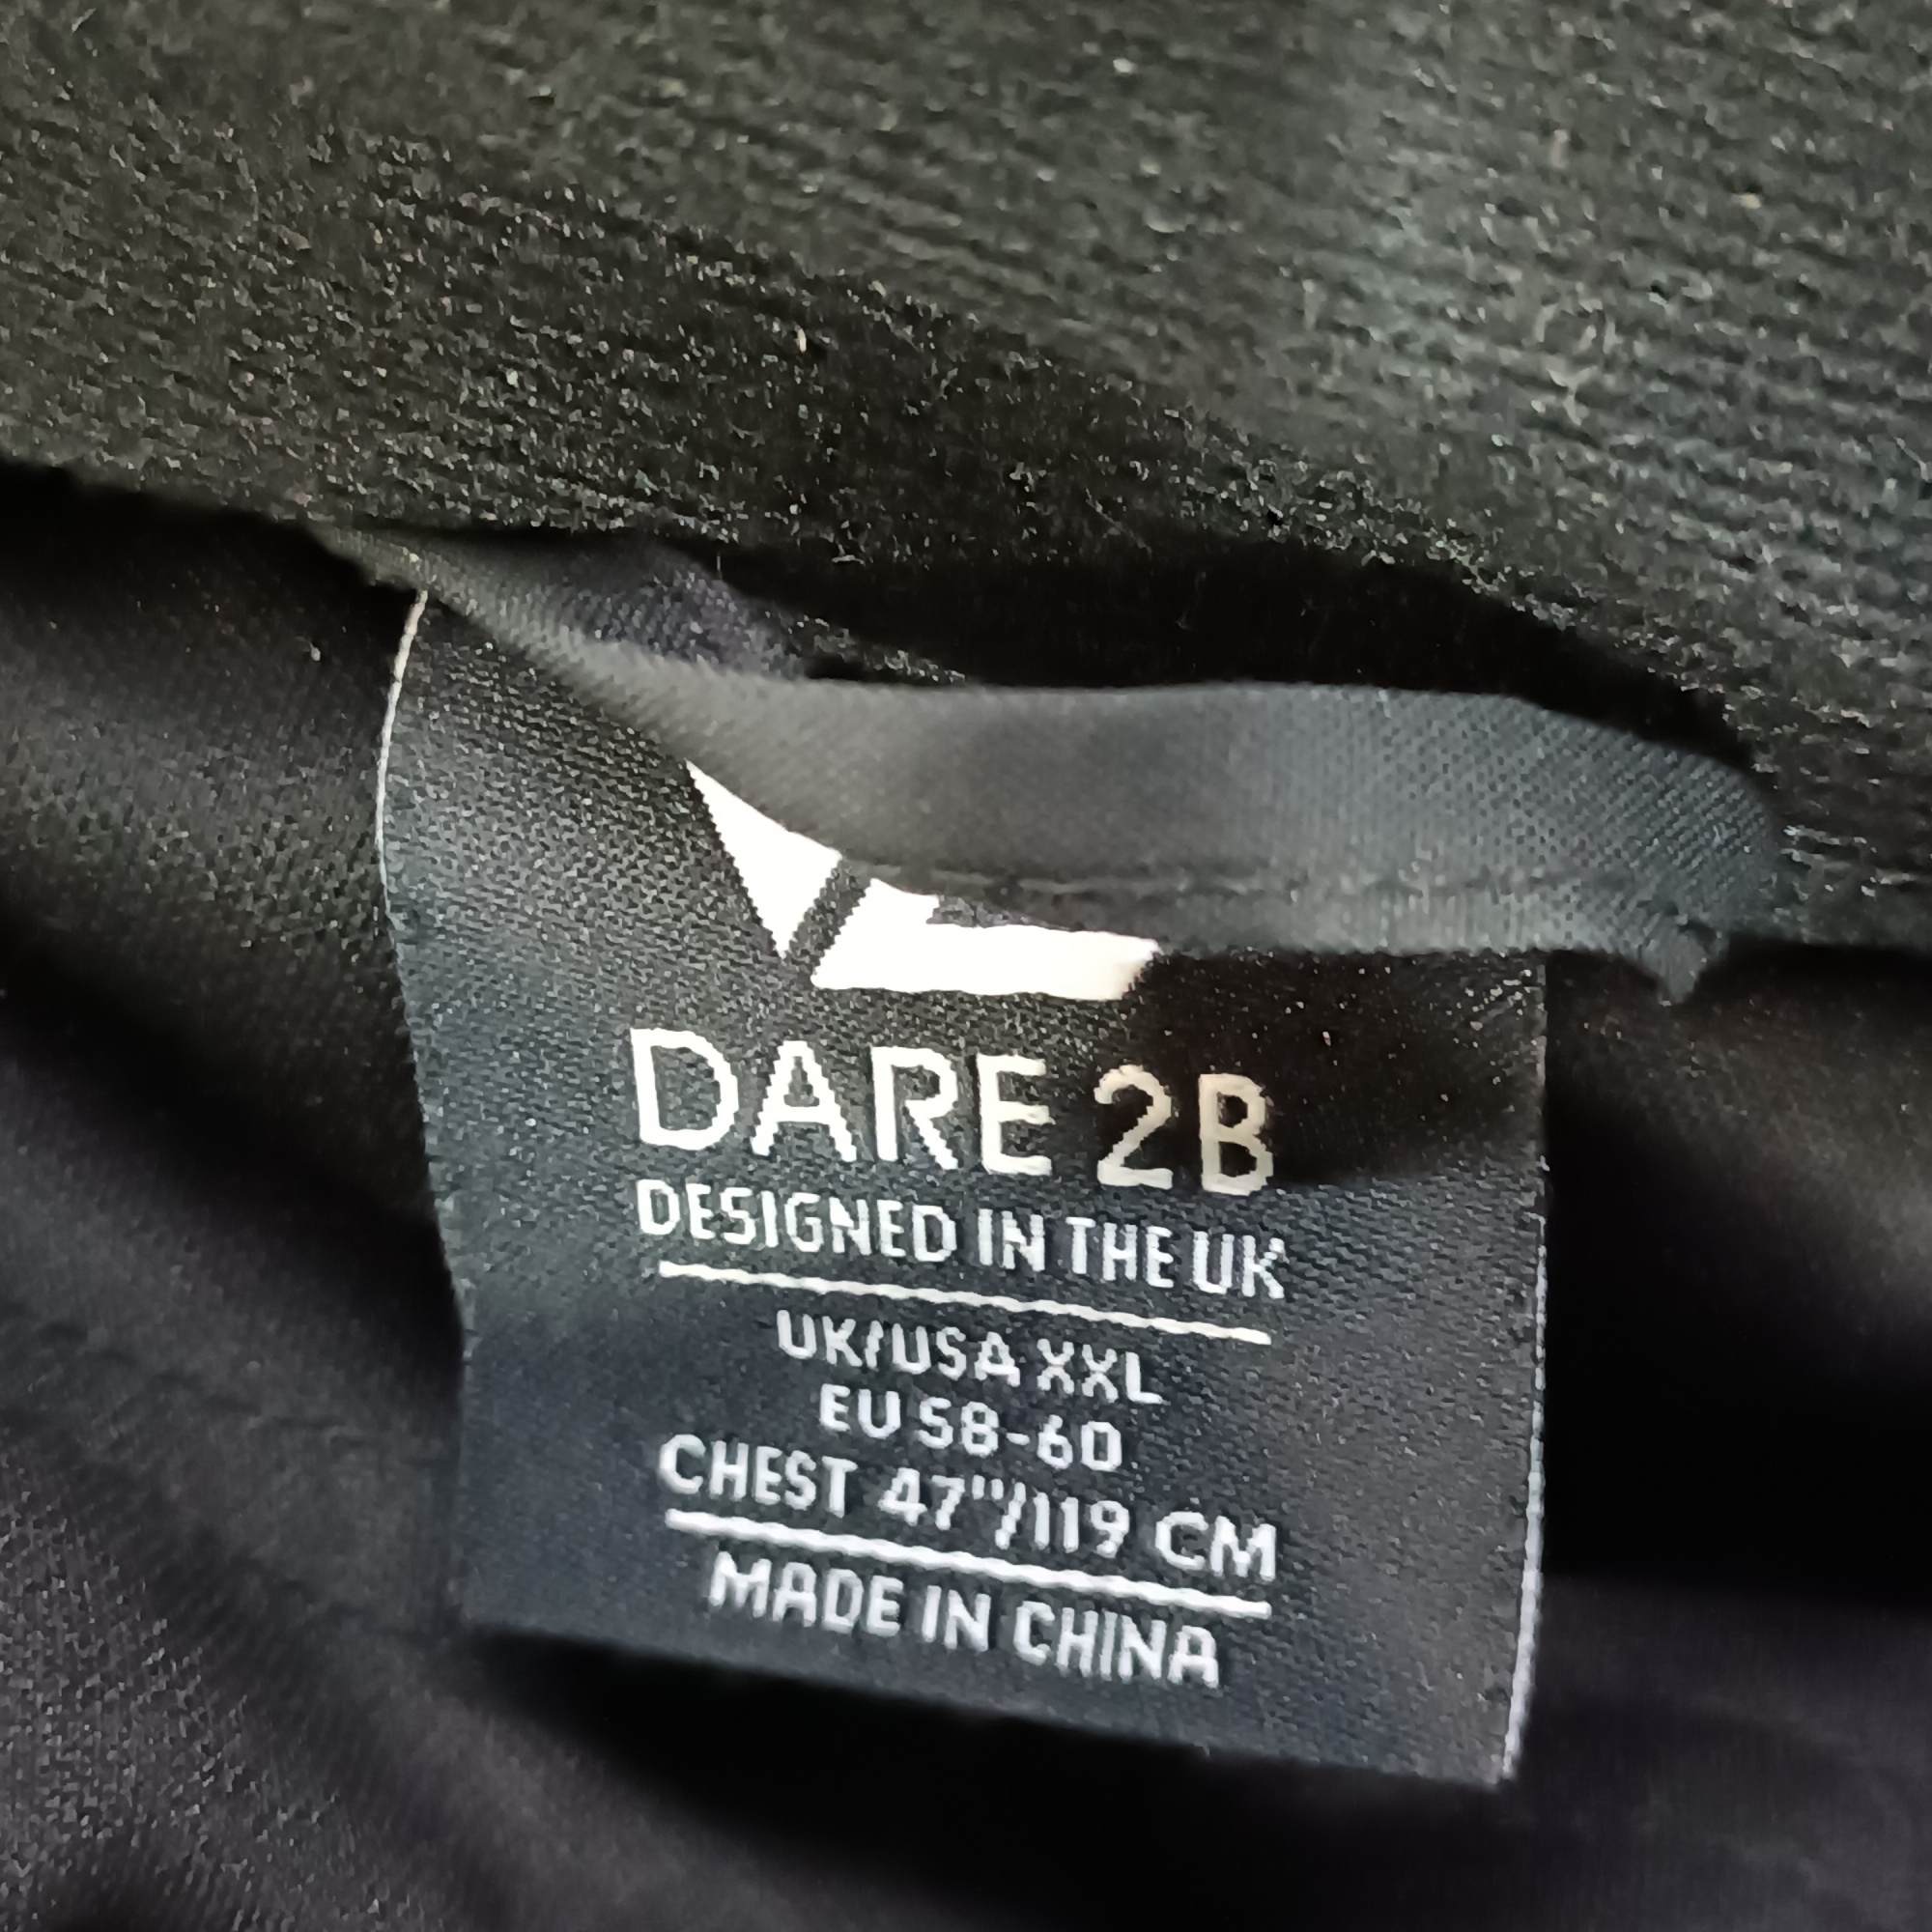 DARE 2B
DESIGNED IN THE UK
UK/USA XXL
EU 58-60
CHEST 47"/119 CM
MADE IN CHINA